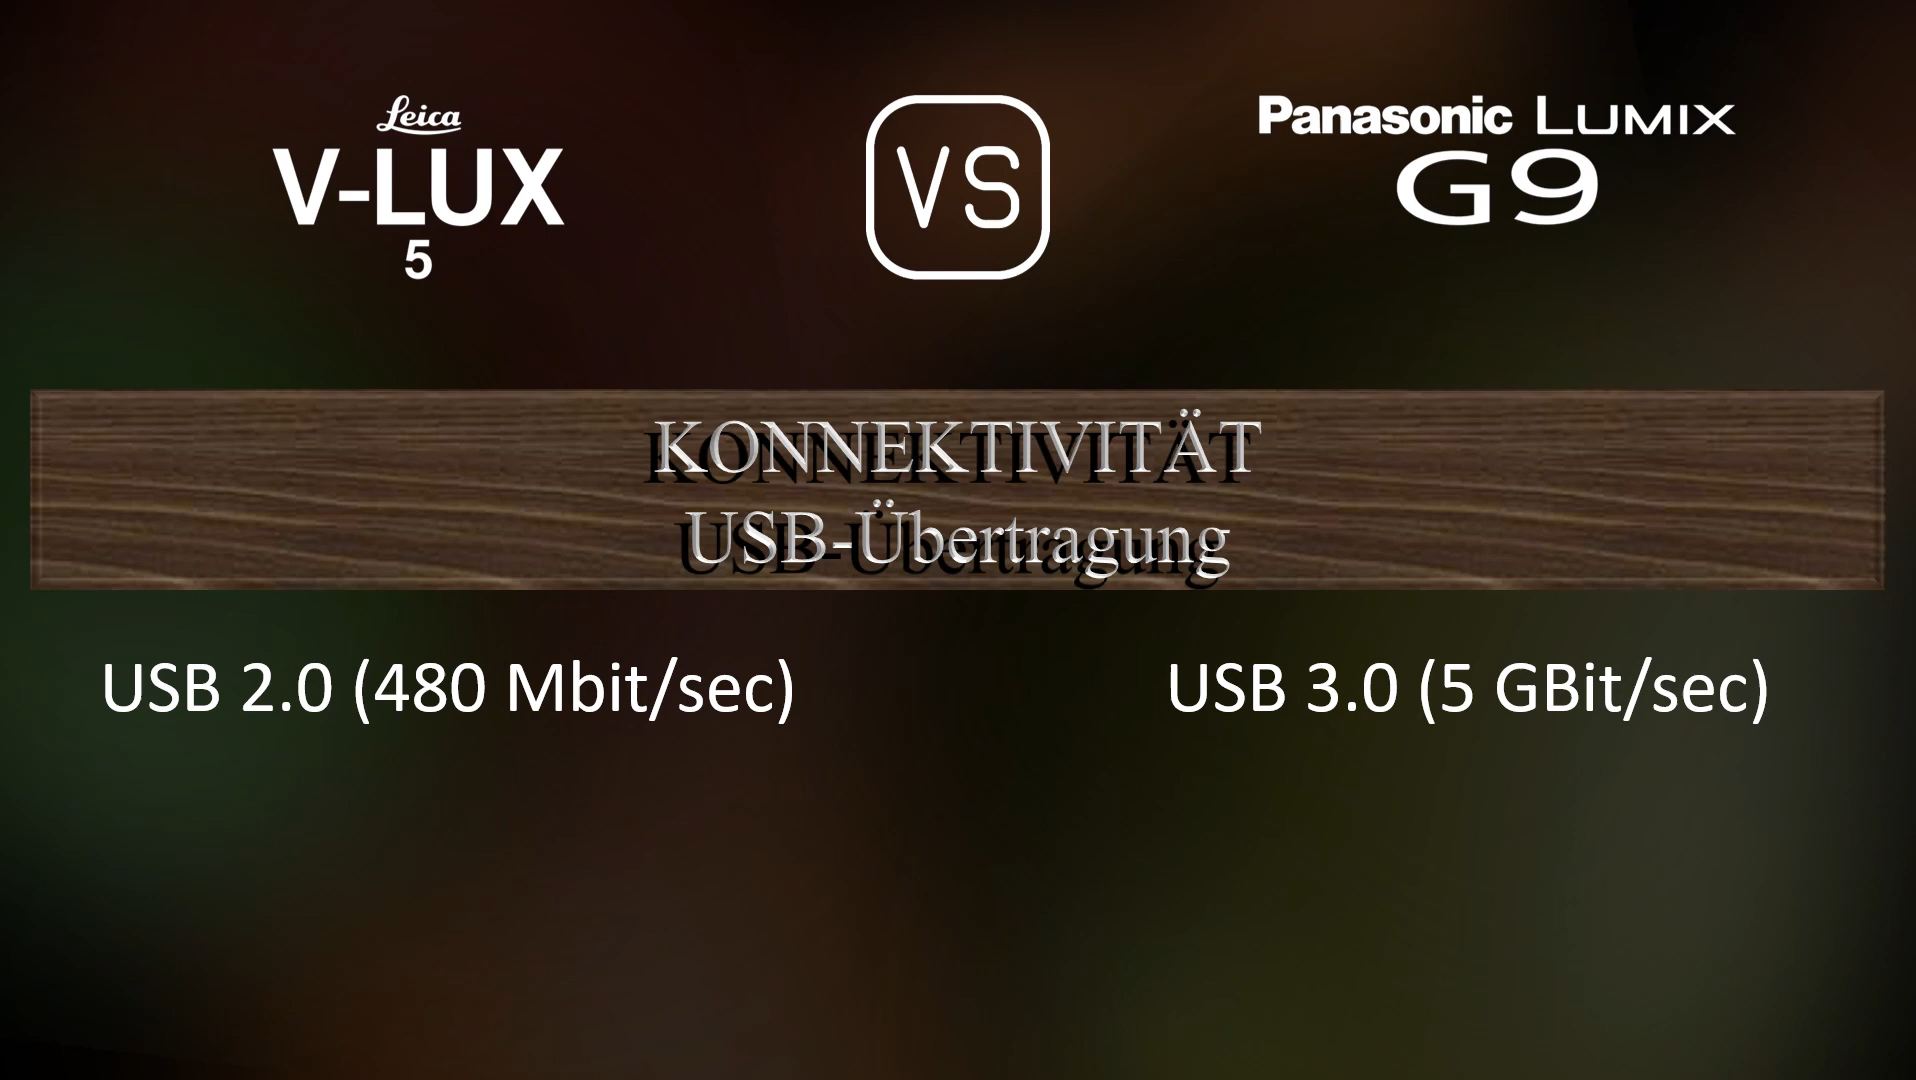 Leica
V-LUX
5
VS
Panasonic LUMIX
G9
KONNEKTIVITÄT
USB-Übertragung
USB 2.0 (480 Mbit/sec)
USB 3.0 (5 GBit/sec)